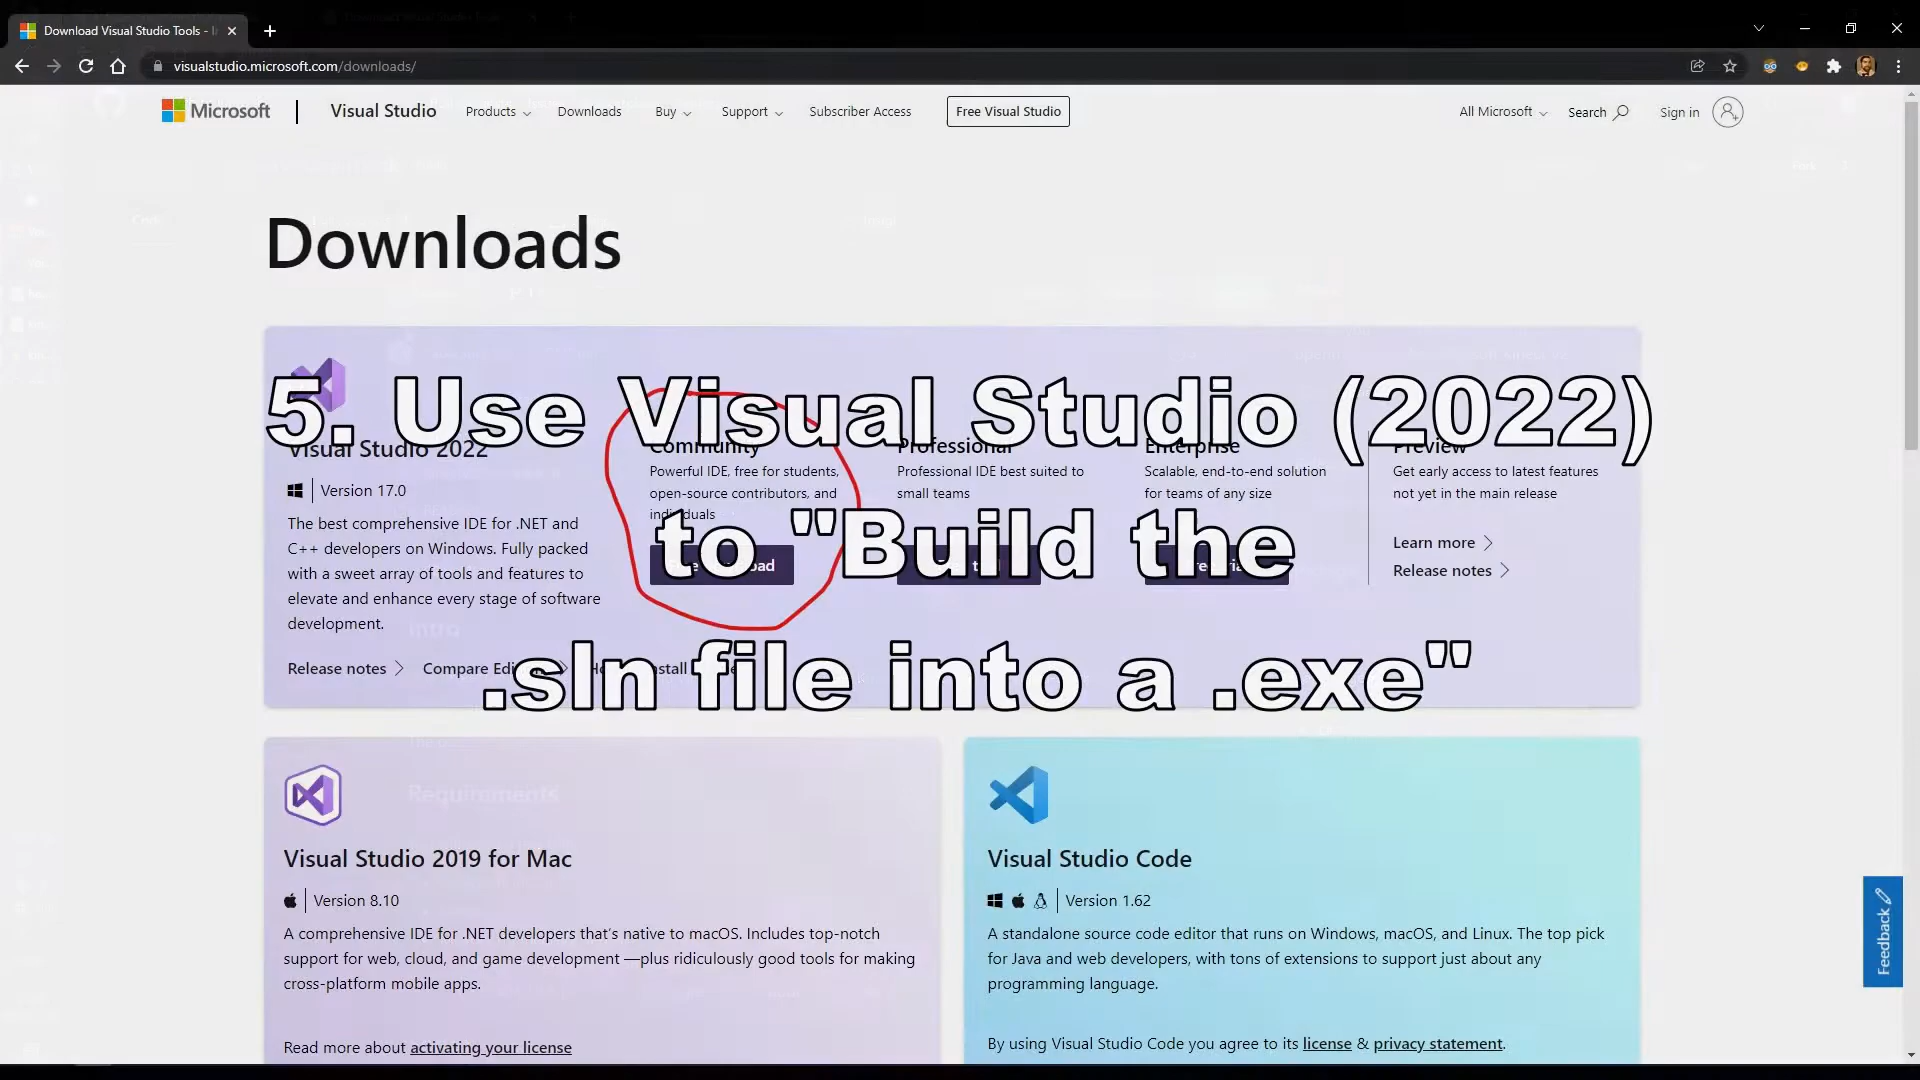 Download Visual Studio Tools - I
visualstudio.microsoft.com/downloads/
Microsoft
Visual Studio
Products
Downloads
Buy
Support
Subscriber Access
Free Visual Studio
All Microsoft
Search
Sign in
Downloads
5. Use Visual Studio (2022)
to "Build the
.sln file into a .exe"
Visual Studio 2022
Version 17.0
The best comprehensive IDE for .NET and
C++ developers on Windows. Fully packed
with a sweet array of tools and features to
elevate and enhance every stage of software
development.
Release notes
Community
Powerful IDE, free for students,
open-source contributors, and
individuals
Professional
Professional IDE best suited to
small teams
Enterprise
Scalable, end-to-end solution
for teams of any size
Preview
Get early access to latest features
not yet in the main release
Learn more
Release notes
Visual Studio 2019 for Mac
Version 8.10
A comprehensive IDE for .NET developers that's native to macOS. Includes top-notch
support for web, cloud, and game development —plus ridiculously good tools for making
cross-platform mobile apps.
Read more about activating your license
Visual Studio Code
Version 1.62
A standalone source code editor that runs on Windows, macOS, and Linux. The top pick
for Java and web developers, with tons of extensions to support just about any
programming language.
By using Visual Studio Code you agree to its license & privacy statement.
Feedback
Intro
Requirements